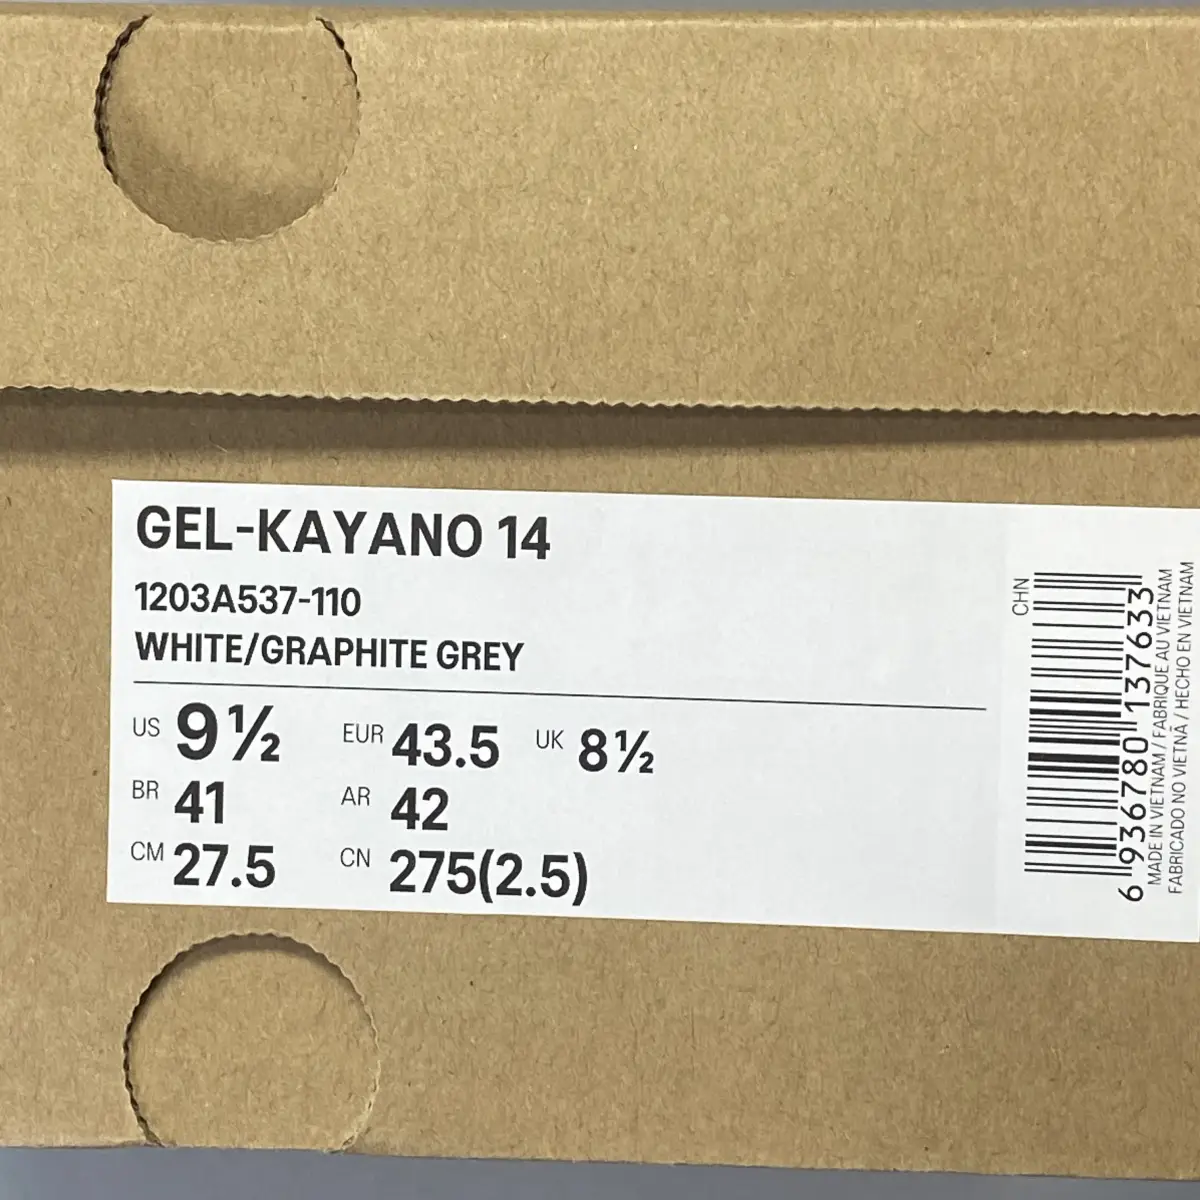 GEL-KAYANO 14
1203A537-110
WHITE/GRAPHITE GREY
US 9½ EUR 43.5 UK 8½
BR 41 AR 42
CM 27.5 CN 275(2.5)
CHN
6 936780 137633
MADE IN VIETNAM / FABRIQUE AU VIETNAM
FABRICADO NO VIETNÃ / HECHO EN VIETNAM